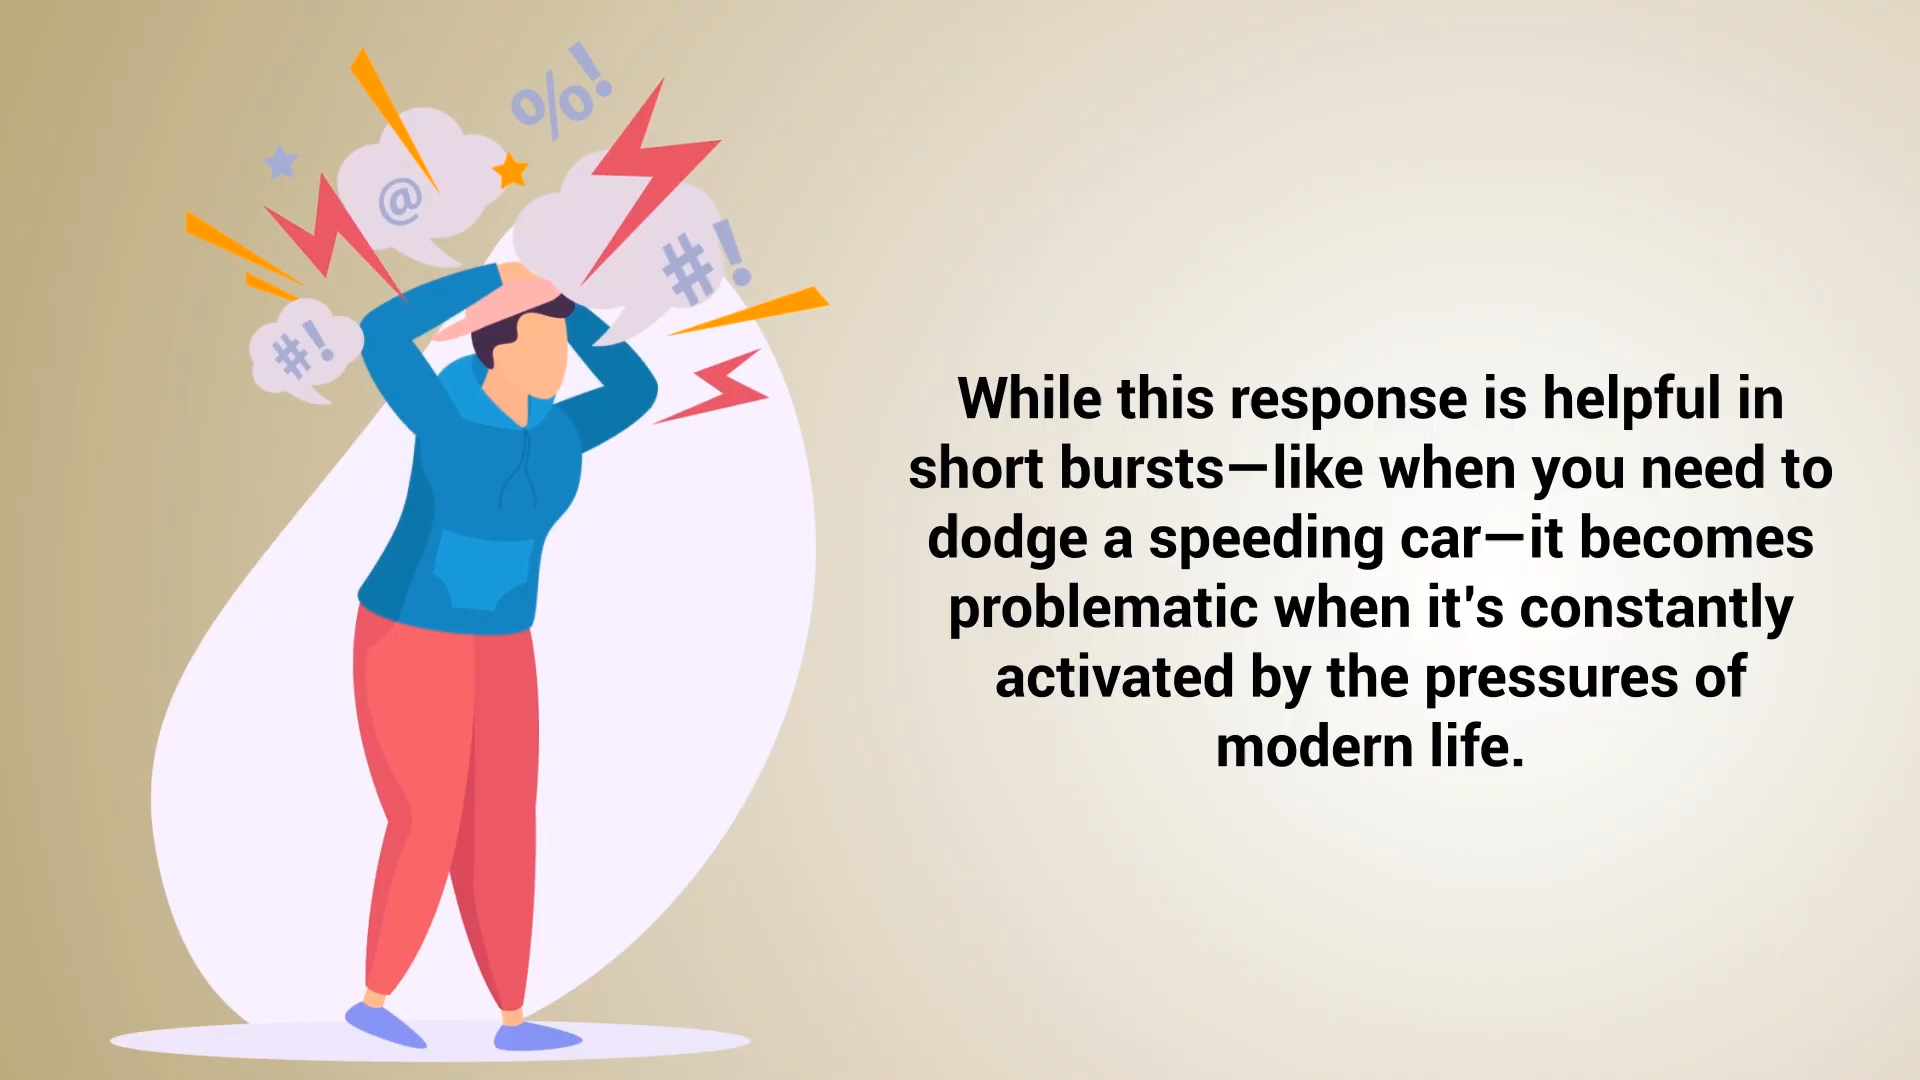 %!
@
#!
#!
While this response is helpful in
short bursts—like when you need to
dodge a speeding car—it becomes
problematic when it's constantly
activated by the pressures of
modern life.